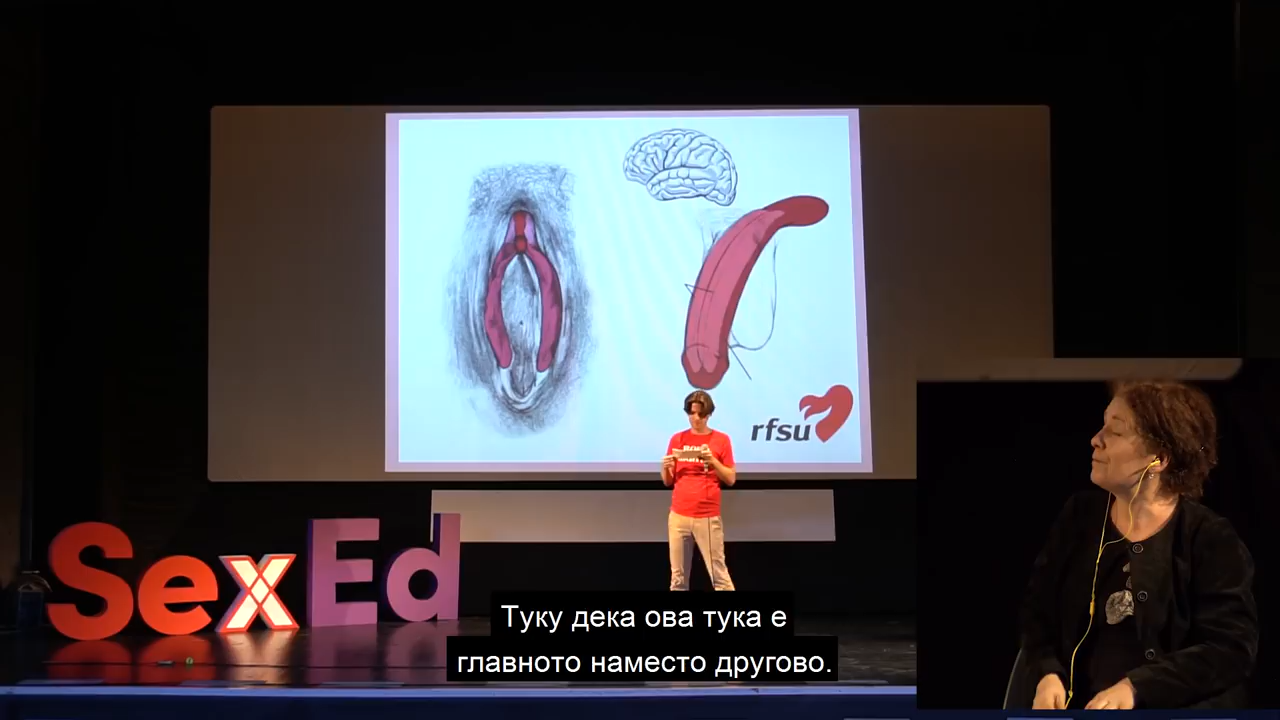 rfsu
SexEd
Туку дека ова тука е
главното наместо другово.